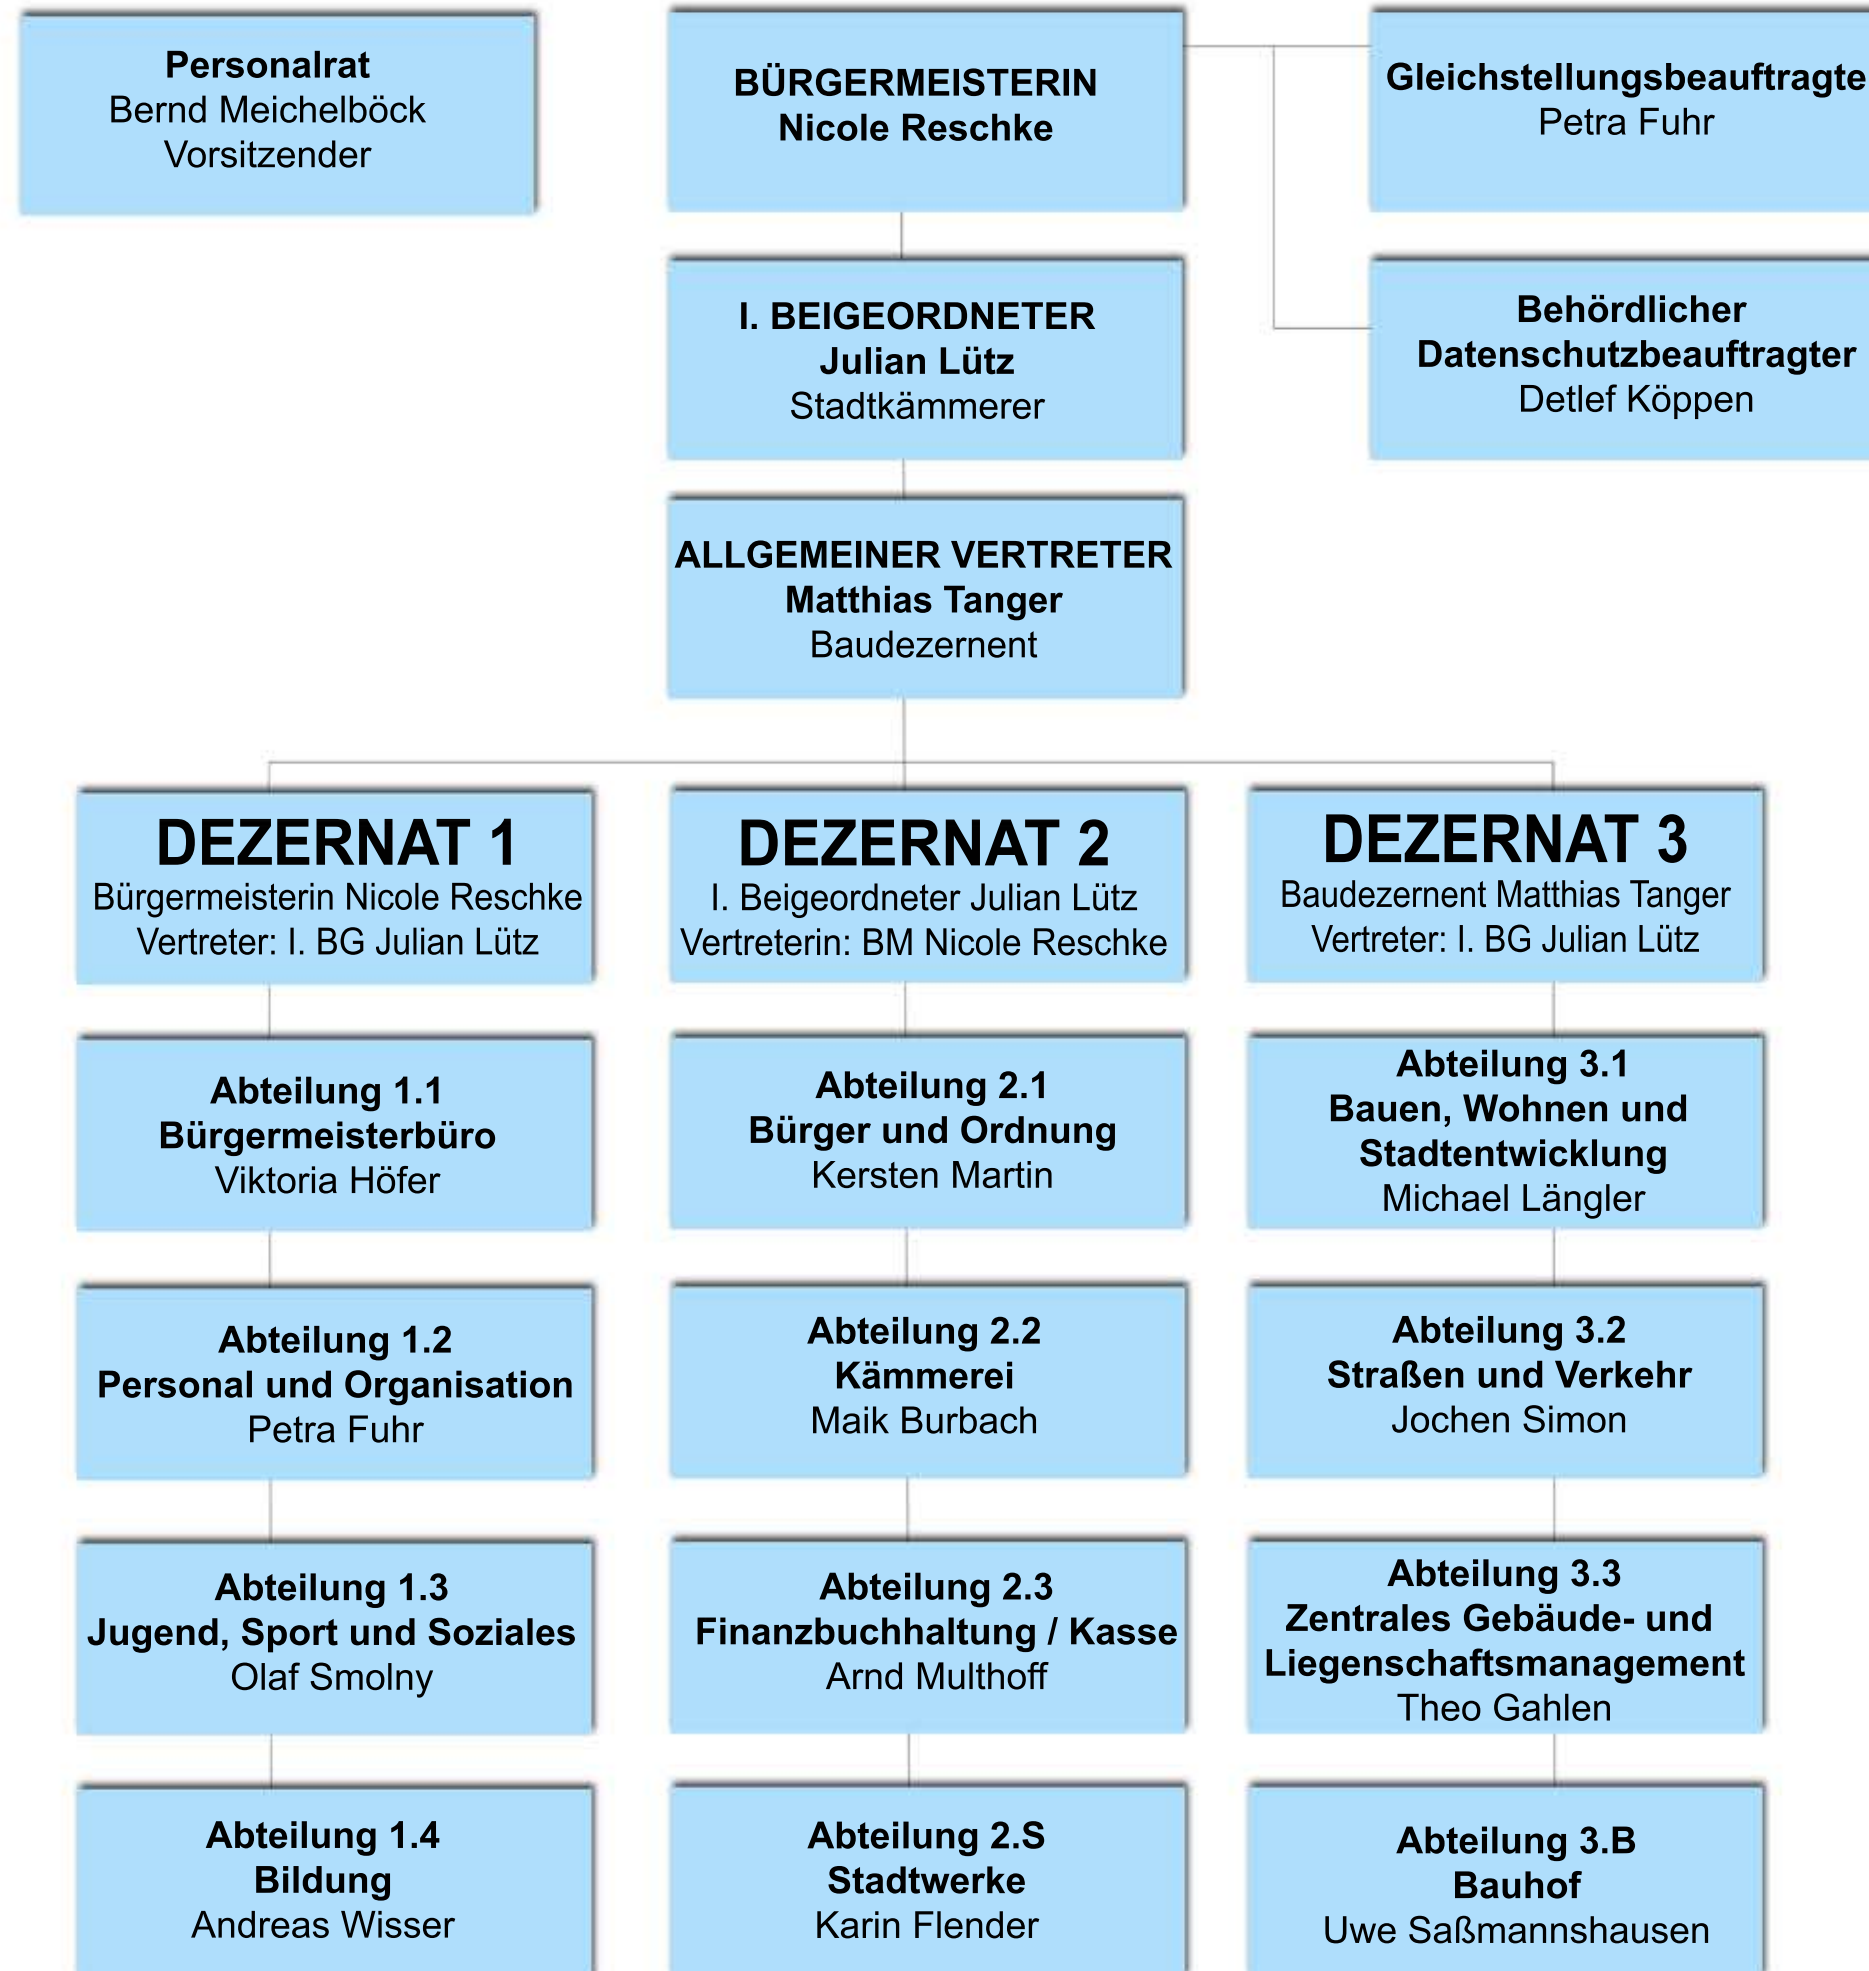 Personalrat
Bernd Meichelböck
Vorsitzender
BÜRGERMEISTERIN
Nicole Reschke
Gleichstellungsbeauftragte
Petra Fuhr
I. BEIGEORDNETER
Julian Lütz
Stadtkämmerer
Behördlicher
Datenschutzbeauftragter
Detlef Köppen
ALLGEMEINER VERTRETER
Matthias Tanger
Baudezernent
DEZERNAT 1
Bürgermeisterin Nicole Reschke
Vertreter: I. BG Julian Lütz
DEZERNAT 2
I. Beigeordneter Julian Lütz
Vertreterin: BM Nicole Reschke
DEZERNAT 3
Baudezernent Matthias Tanger
Vertreter: I. BG Julian Lütz
Abteilung 1.1
Bürgermeisterbüro
Viktoria Höfer
Abteilung 2.1
Bürger und Ordnung
Kersten Martin
Abteilung 3.1
Bauen, Wohnen und
Stadtentwicklung
Michael Längler
Abteilung 1.2
Personal und Organisation
Petra Fuhr
Abteilung 2.2
Kämmerei
Maik Burbach
Abteilung 3.2
Straßen und Verkehr
Jochen Simon
Abteilung 1.3
Jugend, Sport und Soziales
Olaf Smolny
Abteilung 2.3
Finanzbuchhaltung / Kasse
Arnd Multhoff
Abteilung 3.3
Zentrales Gebäude- und
Liegenschaftsmanagement
Theo Gahlen
Abteilung 1.4
Bildung
Andreas Wisser
Abteilung 2.S
Stadtwerke
Karin Flender
Abteilung 3.B
Bauhof
Uwe Saßmannshausen